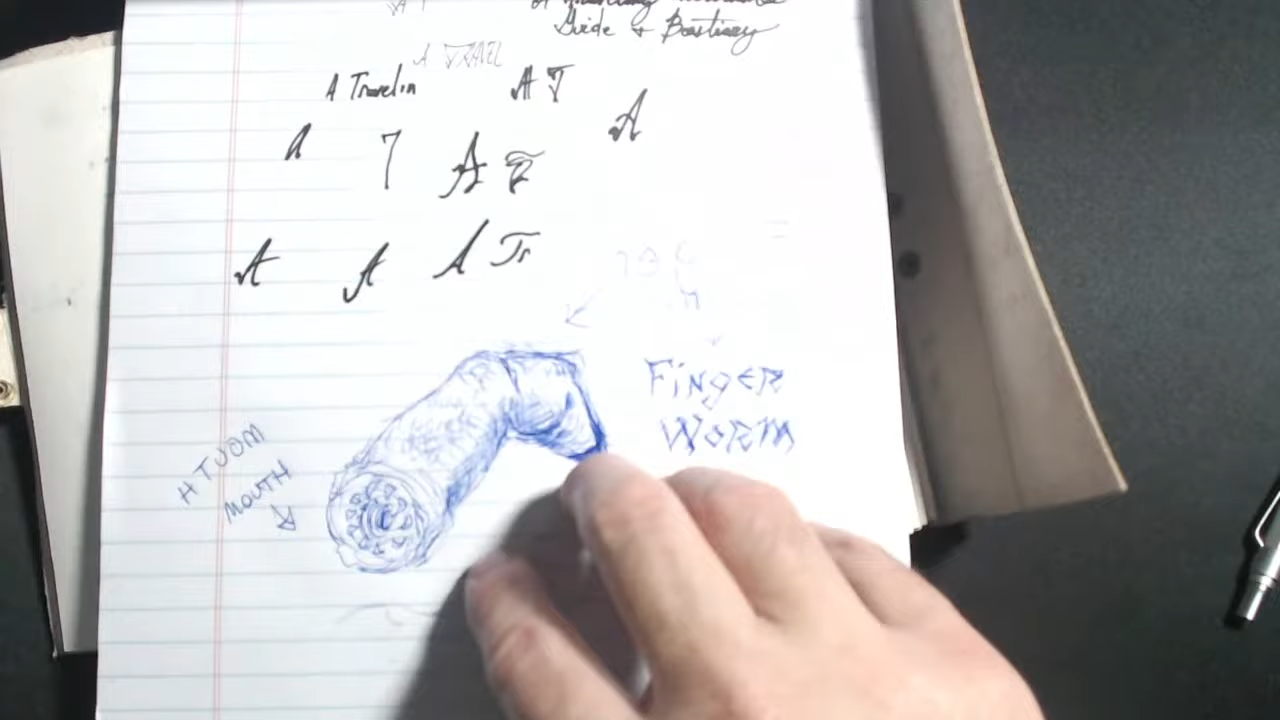 Guide & Bestiary
A TRAVEL
A Travelin
A T
A
A 7 A T
A A A Tr
FiNgER
WORM
HTUOM
MOUTH